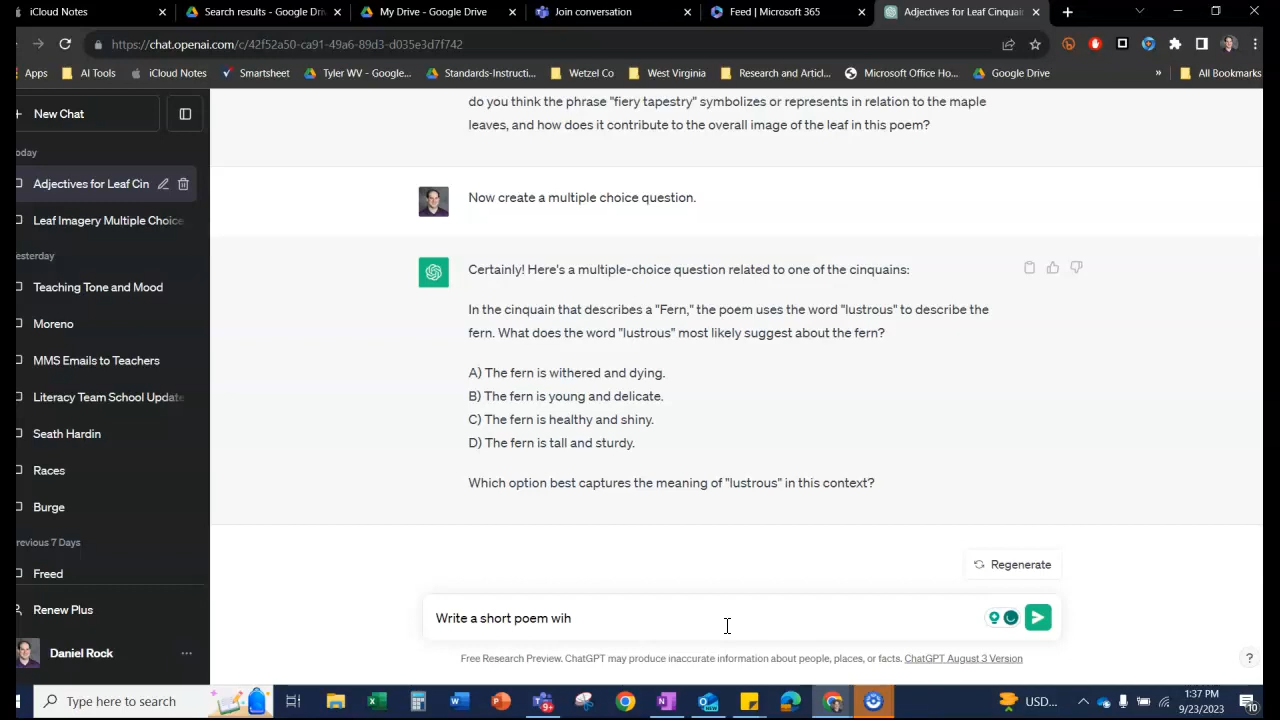 iCloud Notes
Search results - Google Driv
My Drive - Google Drive
Join conversation
Feed | Microsoft 365
Adjectives for Leaf Cinquair
https://chat.openai.com/c/42f52a50-ca91-49a6-89d3-d035e3d7f742
Apps
AI Tools
iCloud Notes
Smartsheet
Tyler WV - Google...
Standards-Instructi...
Wetzel Co
West Virginia
Research and Articl...
Microsoft Office Ho...
Google Drive
»
All Bookmarks
New Chat
oday
Adjectives for Leaf Cin
Leaf Imagery Multiple Choice
esterday
Teaching Tone and Mood
Moreno
MMS Emails to Teachers
Literacy Team School Update
Seath Hardin
Races
Burge
revious 7 Days
Freed
Renew Plus
Daniel Rock
do you think the phrase "fiery tapestry" symbolizes or represents in relation to the maple
leaves, and how does it contribute to the overall image of the leaf in this poem?
Now create a multiple choice question.
Certainly! Here's a multiple-choice question related to one of the cinquains:
In the cinquain that describes a "Fern," the poem uses the word "lustrous" to describe the
fern. What does the word "lustrous" most likely suggest about the fern?
A) The fern is withered and dying.
B) The fern is young and delicate.
C) The fern is healthy and shiny.
D) The fern is tall and sturdy.
Which option best captures the meaning of "lustrous" in this context?
Regenerate
Write a short poem wih
Free Research Preview. ChatGPT may produce inaccurate information about people, places, or facts. ChatGPT August 3 Version
?
Type here to search
9+
USD...
1:37 PM
9/23/2023
10